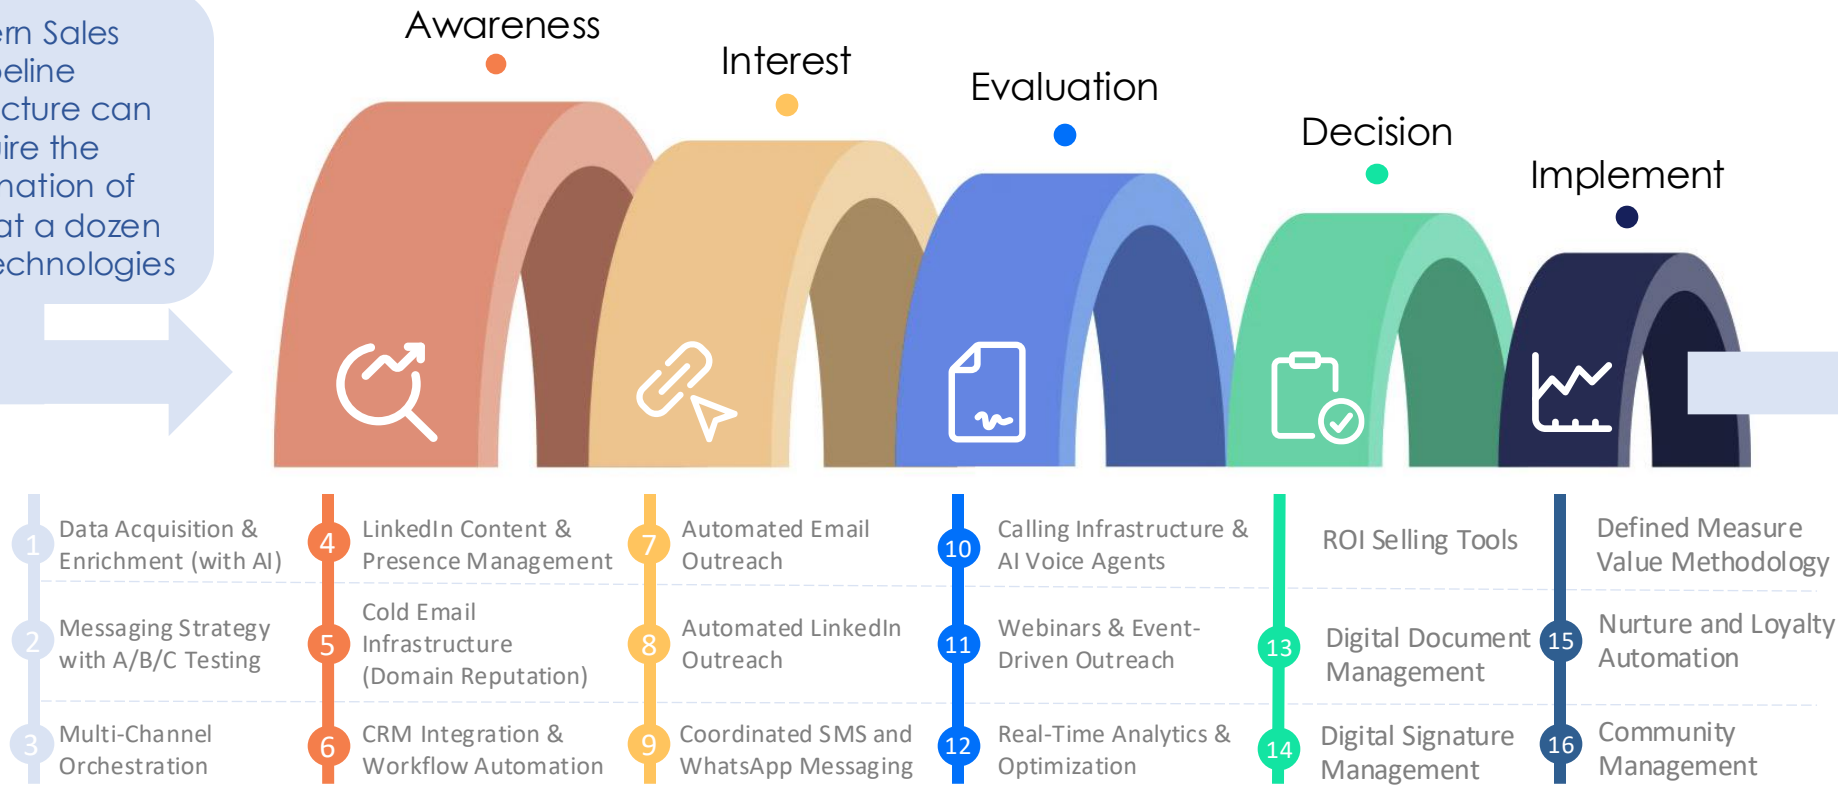 ern Sales
eline
cture can
ire the
nation of
at a dozen
echnologies
Awareness
Interest
Evaluation
Decision
Implement
1
Data Acquisition &
Enrichment (with AI)
2
Messaging Strategy
with A/B/C Testing
3
Multi-Channel
Orchestration
4
LinkedIn Content &
Presence Management
5
Cold Email
Infrastructure
(Domain Reputation)
6
CRM Integration &
Workflow Automation
7
Automated Email
Outreach
8
Automated LinkedIn
Outreach
9
Coordinated SMS and
WhatsApp Messaging
10
Calling Infrastructure &
AI Voice Agents
11
Webinars & Event-
Driven Outreach
12
Real-Time Analytics &
Optimization
ROI Selling Tools
13
Digital Document
Management
14
Digital Signature
Management
Defined Measure
Value Methodology
15
Nurture and Loyalty
Automation
16
Community
Management